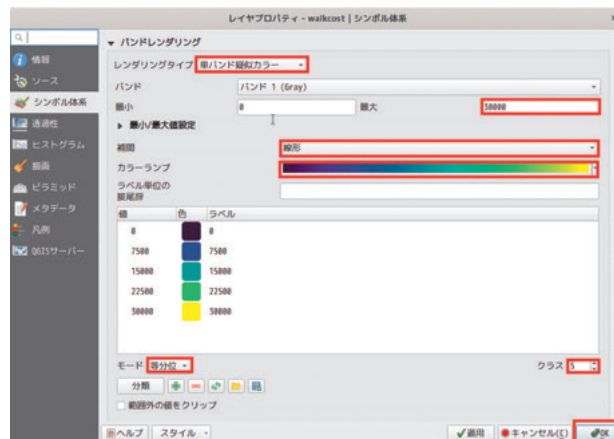 レイヤプロパティ - walkcost | シンボル体系
情報
ソース
シンボル体系
透過性
ヒストグラム
描画
ピラミッド
メタデータ
凡例
QGISサーバー
▼ バンドレンダリング
レンダリングタイプ 単バンド疑似カラー
バンド バンド 1 (Gray)
最小 0 最大 30000
▶ 最小/最大値設定
補間 線形
カラーランプ
ラベル単位の
接尾辞
値 色 ラベル
0 0
7500 7500
15000 15000
22500 22500
30000 30000
モード 等分位 クラス 5
分類
範囲外の値をクリップ
ヘルプ スタイル 適用 キャンセル(C) OK